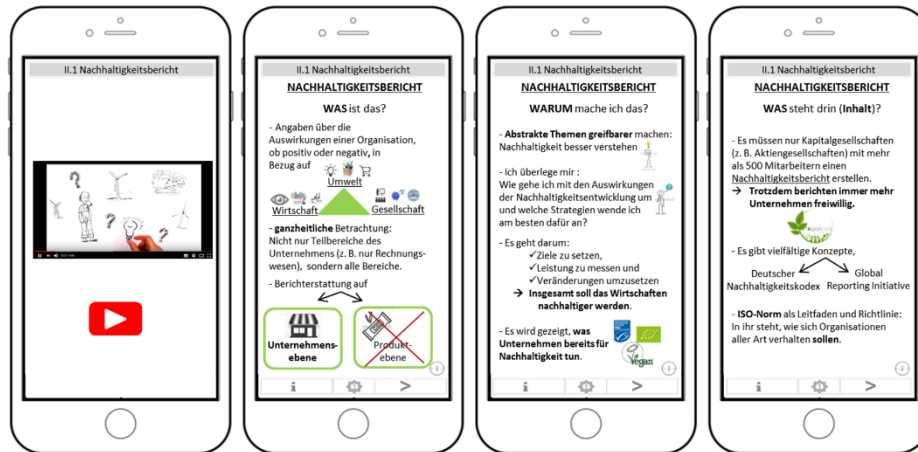 II.1 Nachhaltigkeitsbericht
II.1 Nachhaltigkeitsbericht
NACHHALTIGKEITSBERICHT
WAS ist das?
- Angaben über die
Auswirkungen einer Organisation,
ob positiv oder negativ, in
Bezug auf
Umwelt
Wirtschaft
Gesellschaft
- ganzheitliche Betrachtung:
Nicht nur Teilbereiche des
Unternehmens (z. B. nur Rechnungs-
wesen), sondern alle Bereiche.
- Berichterstattung auf
Unternehmens-
ebene
Produkt-
ebene
i
>
II.1 Nachhaltigkeitsbericht
NACHHALTIGKEITSBERICHT
WARUM mache ich das?
- Abstrakte Themen greifbarer machen:
Nachhaltigkeit besser verstehen
- Ich überlege mir :
Wie gehe ich mit den Auswirkungen
der Nachhaltigkeitsentwicklung um
und welche Strategien wende ich
am besten dafür an?
- Es geht darum:
✓Ziele zu setzen,
✓Leistung zu messen und
✓Veränderungen umzusetzen
→ Insgesamt soll das Wirtschaften
nachhaltiger werden.
- Es wird gezeigt, was
Unternehmen bereits für
Nachhaltigkeit tun.
vegan
i
>
II.1 Nachhaltigkeitsbericht
NACHHALTIGKEITSBERICHT
WAS steht drin (Inhalt)?
- Es müssen nur Kapitalgesellschaften
(z. B. Aktiengesellschaften) mit mehr
als 500 Mitarbeitern einen
Nachhaltigkeitsbericht erstellen.
→ Trotzdem berichten immer mehr
Unternehmen freiwillig.
- Es gibt vielfältige Konzepte,
Deutscher
Nachhaltigkeitskodex
Global
Reporting Initiative
- ISO-Norm als Leitfaden und Richtlinie:
In ihr steht, wie sich Organisationen
aller Art verhalten sollen.
i
>